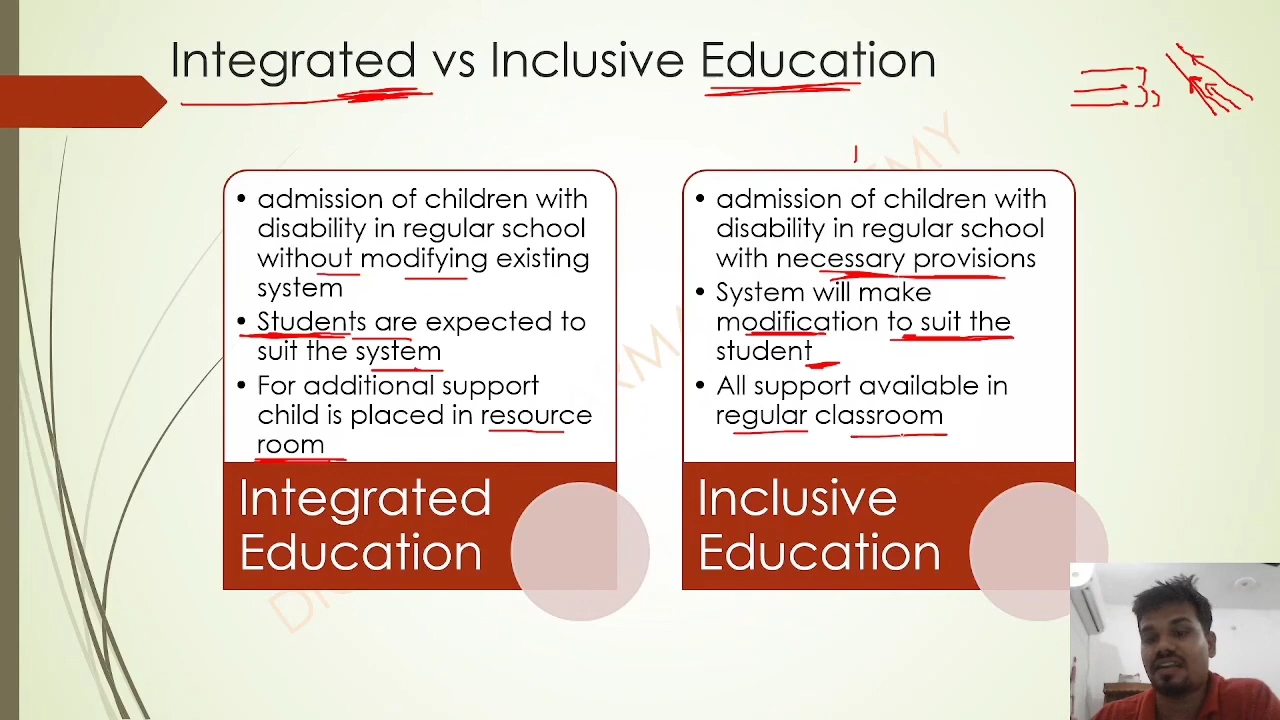 Integrated vs Inclusive Education
• admission of children with
disability in regular school
without modifying existing
system
• Students are expected to
suit the system
• For additional support
child is placed in resource
room
Integrated
Education
• admission of children with
disability in regular school
with necessary provisions
• System will make
modification to suit the
student
• All support available in
regular classroom
Inclusive
Education